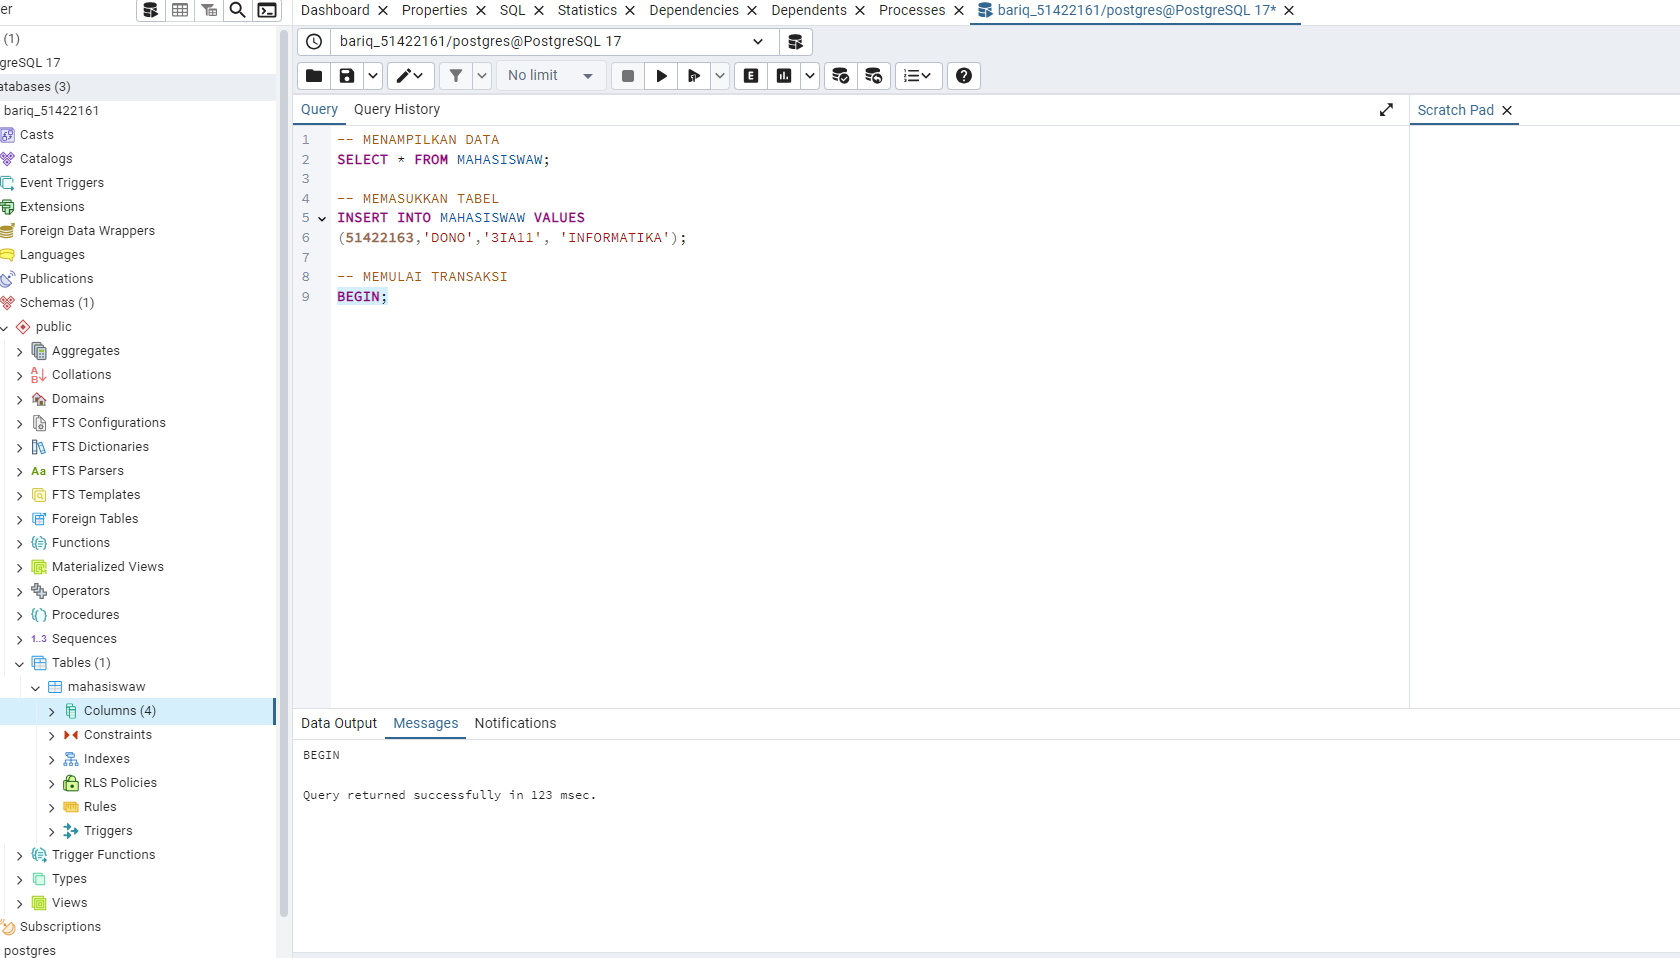 er
(1)
greSQL 17
atabases (3)
bariq_51422161
Casts
Catalogs
Event Triggers
Extensions
Foreign Data Wrappers
Languages
Publications
Schemas (1)
public
Aggregates
Collations
Domains
FTS Configurations
FTS Dictionaries
Aa FTS Parsers
FTS Templates
Foreign Tables
Functions
Materialized Views
Operators
Procedures
1..3 Sequences
Tables (1)
mahasiswaw
Columns (4)
Constraints
Indexes
RLS Policies
Rules
Triggers
Trigger Functions
Types
Views
Subscriptions
postgres
Dashboard Properties SQL Statistics Dependencies Dependents Processes bariq_51422161/postgres@PostgreSQL 17*
bariq_51422161/postgres@PostgreSQL 17
No limit E
Query Query History
1 -- MENAMPILKAN DATA
2 SELECT * FROM MAHASISWAW;
3
4 -- MEMASUKKAN TABEL
5 INSERT INTO MAHASISWAW VALUES
6 (51422163,'DONO','3IA11', 'INFORMATIKA');
7
8 -- MEMULAI TRANSAKSI
9 BEGIN;
Scratch Pad
Data Output Messages Notifications
BEGIN
Query returned successfully in 123 msec.